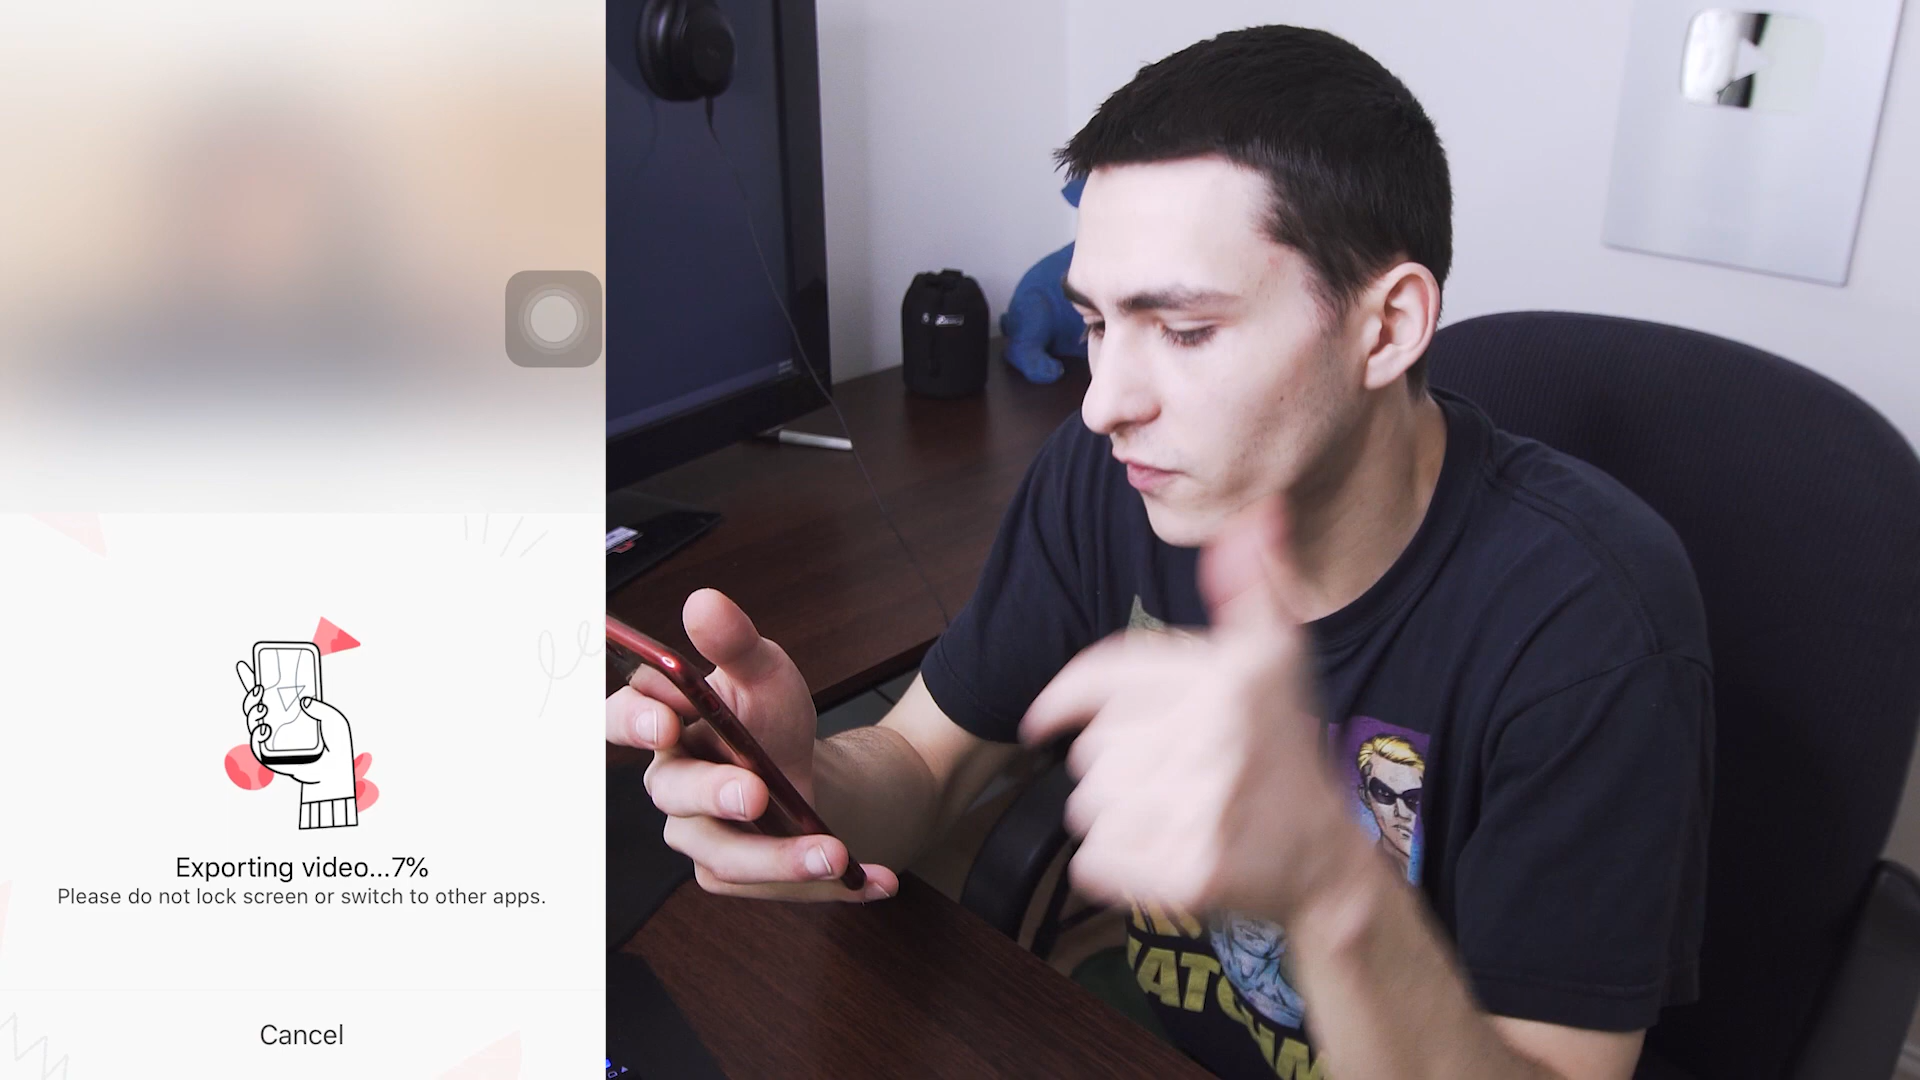 Exporting video...7%
Please do not lock screen or switch to other apps.
Cancel